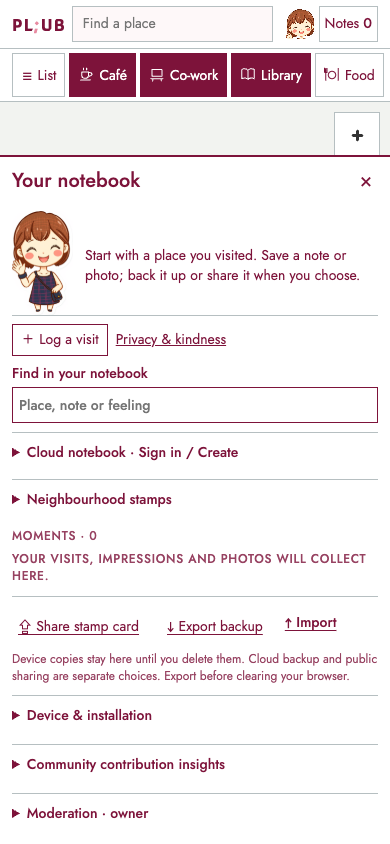 PL;UB
Find a place
Notes 0
≡ List
Café
Co-work
Library
Food
+
Your notebook
×
Start with a place you visited. Save a note or
photo; back it up or share it when you choose.
+ Log a visit
Privacy & kindness
Find in your notebook
Place, note or feeling
▶ Cloud notebook · Sign in / Create
▶ Neighbourhood stamps
MOMENTS · 0
YOUR VISITS, IMPRESSIONS AND PHOTOS WILL COLLECT
HERE.
Share stamp card
↓ Export backup
↑ Import
Device copies stay here until you delete them. Cloud backup and public
sharing are separate choices. Export before clearing your browser.
▶ Device & installation
▶ Community contribution insights
▶ Moderation · owner